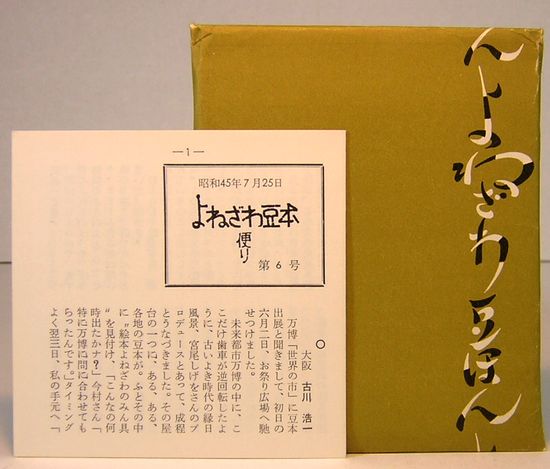 —1—
昭和45年7月25日
よねざわ豆本
便り
第6号
○
大阪 古川浩一
万博「世界の市」に豆本
出展と聞きまして、初日の
六月二日、お祭り広場へ馳
せつけました。
未来都市万博の中に、こ
こだけ歯車が逆回転したよ
うに、古いよき時代の縁日
風景、宮尾しげをさんのプ
ロデュースとあって、成程
とうなづきました。その屋
台の一つに、ある、ある、
各地の豆本が。ふとその中
に〝絵本よねざわのみん具
〟を見付け、「こんなの何
時出たかナ?」今村さん「
特に万博に間に合わせても
らったんです。」タイミング
よく翌三日、私の手元へ「
んよねざわ豆ほん